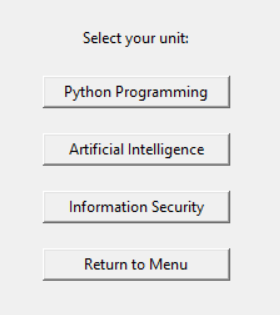 Select your unit:
Python Programming
Artificial Intelligence
Information Security
Return to Menu